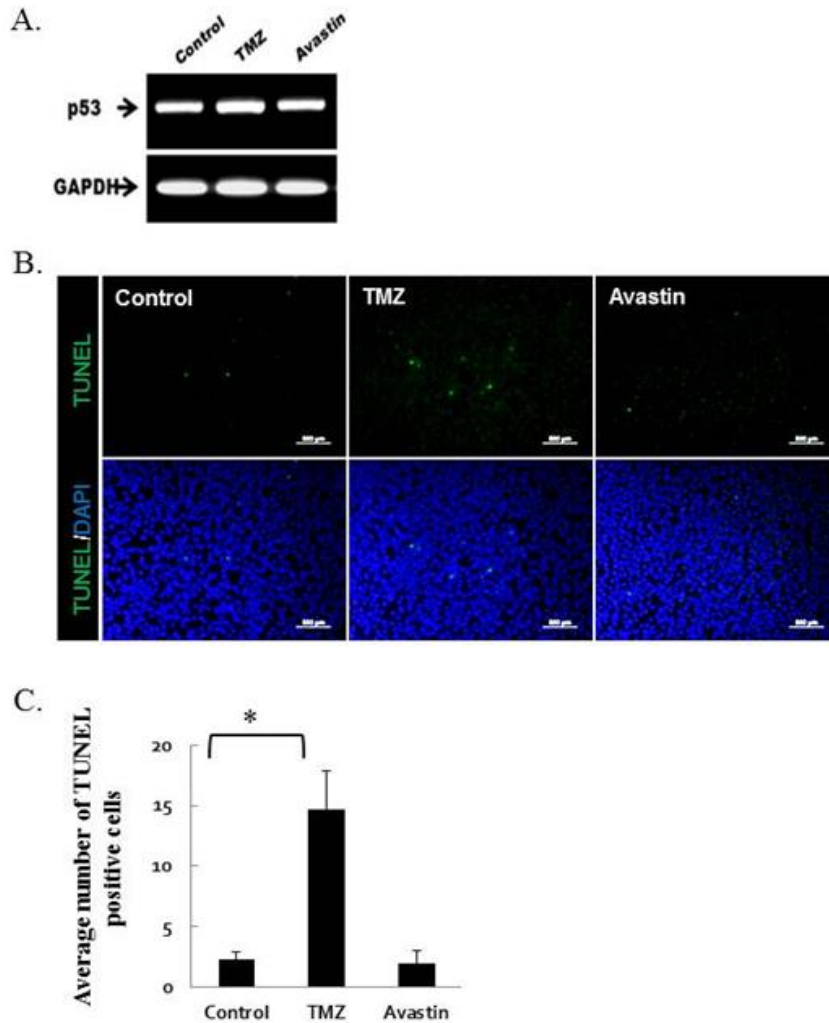 A.
Control TMZ Avastin
p53
GAPDH
B.
Control TMZ Avastin
TUNEL
TUNEL/DAPI
C.
*
Average number of TUNEL
positive cells
20
15
10
5
0
Control TMZ Avastin